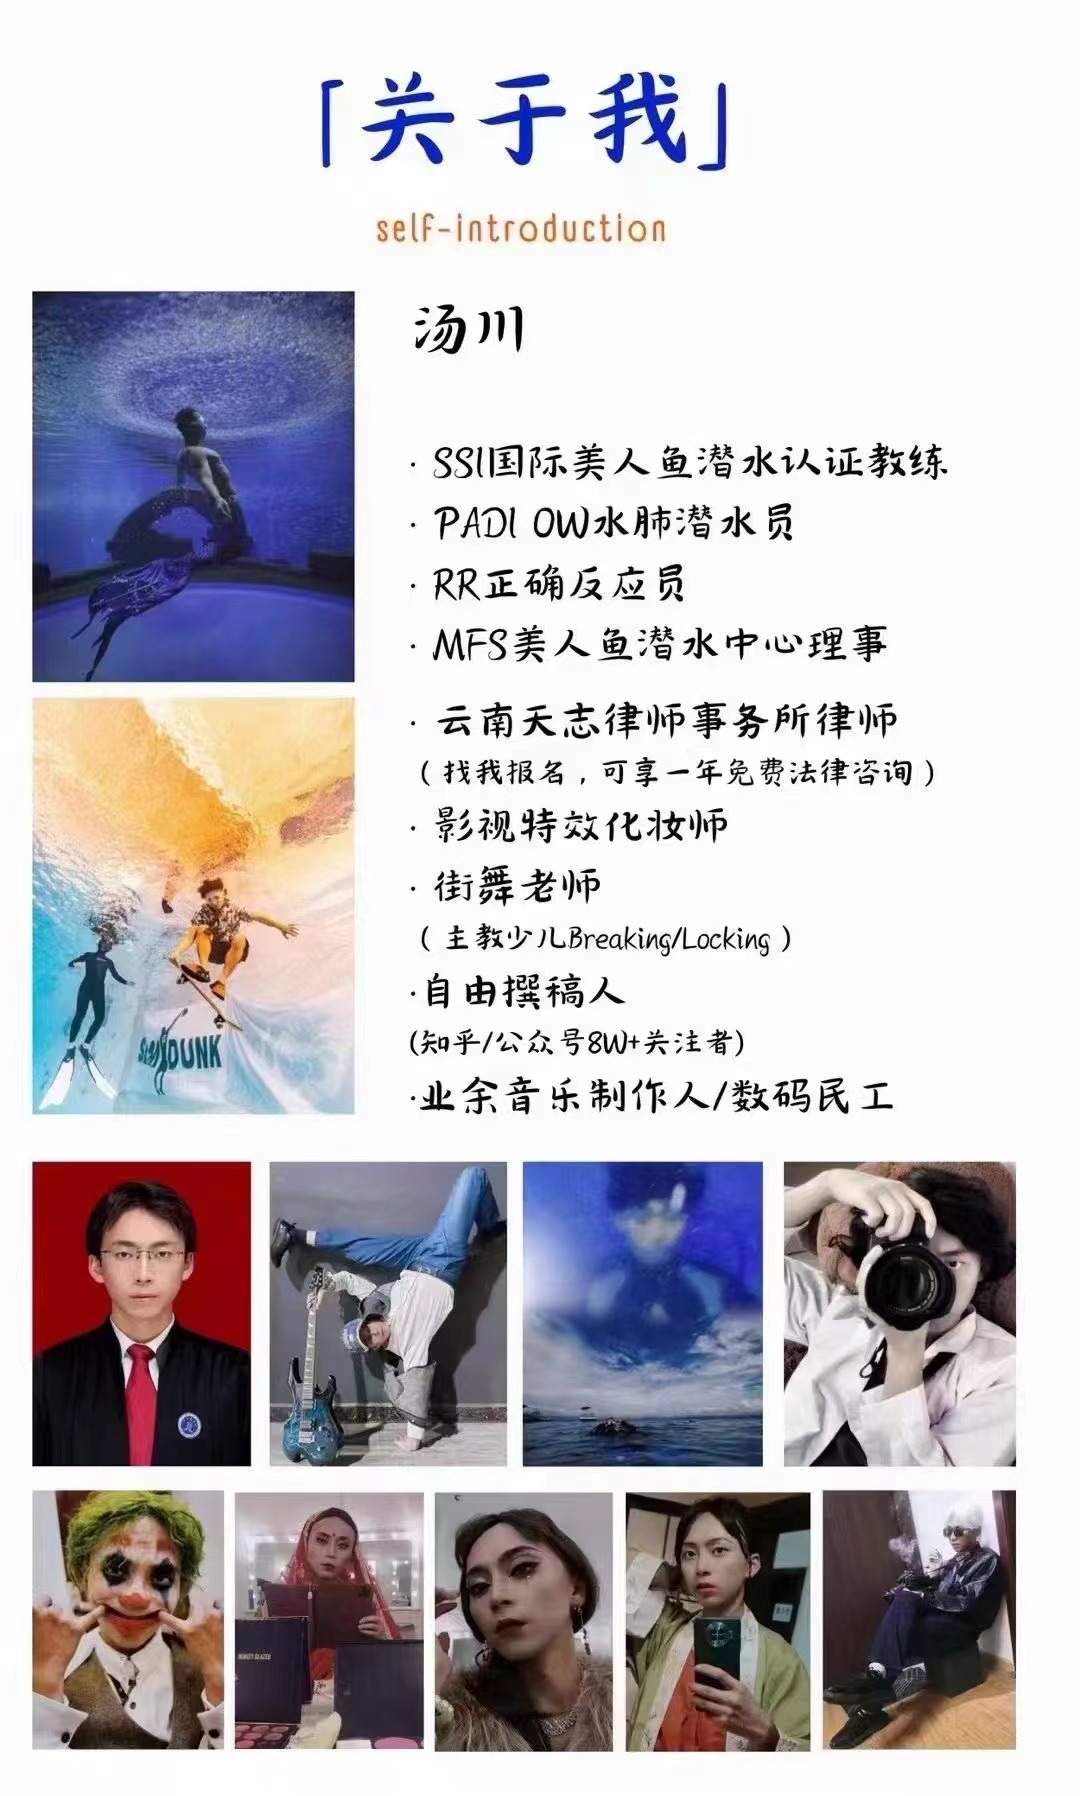 「关于我」
self-introduction
汤川
· SSI国际美人鱼潜水认证教练
· PADI OW水肺潜水员
· RR正确反应员
· MFS美人鱼潜水中心理事
· 云南天志律师事务所律师
（找我报名，可享一年免费法律咨询）
· 影视特效化妆师
· 街舞老师
（主教少儿Breaking/Locking）
·自由撰稿人
(知乎/公众号8W+关注者)
·业余音乐制作人/数码民工
DUNK
BEAUTY GLAZED